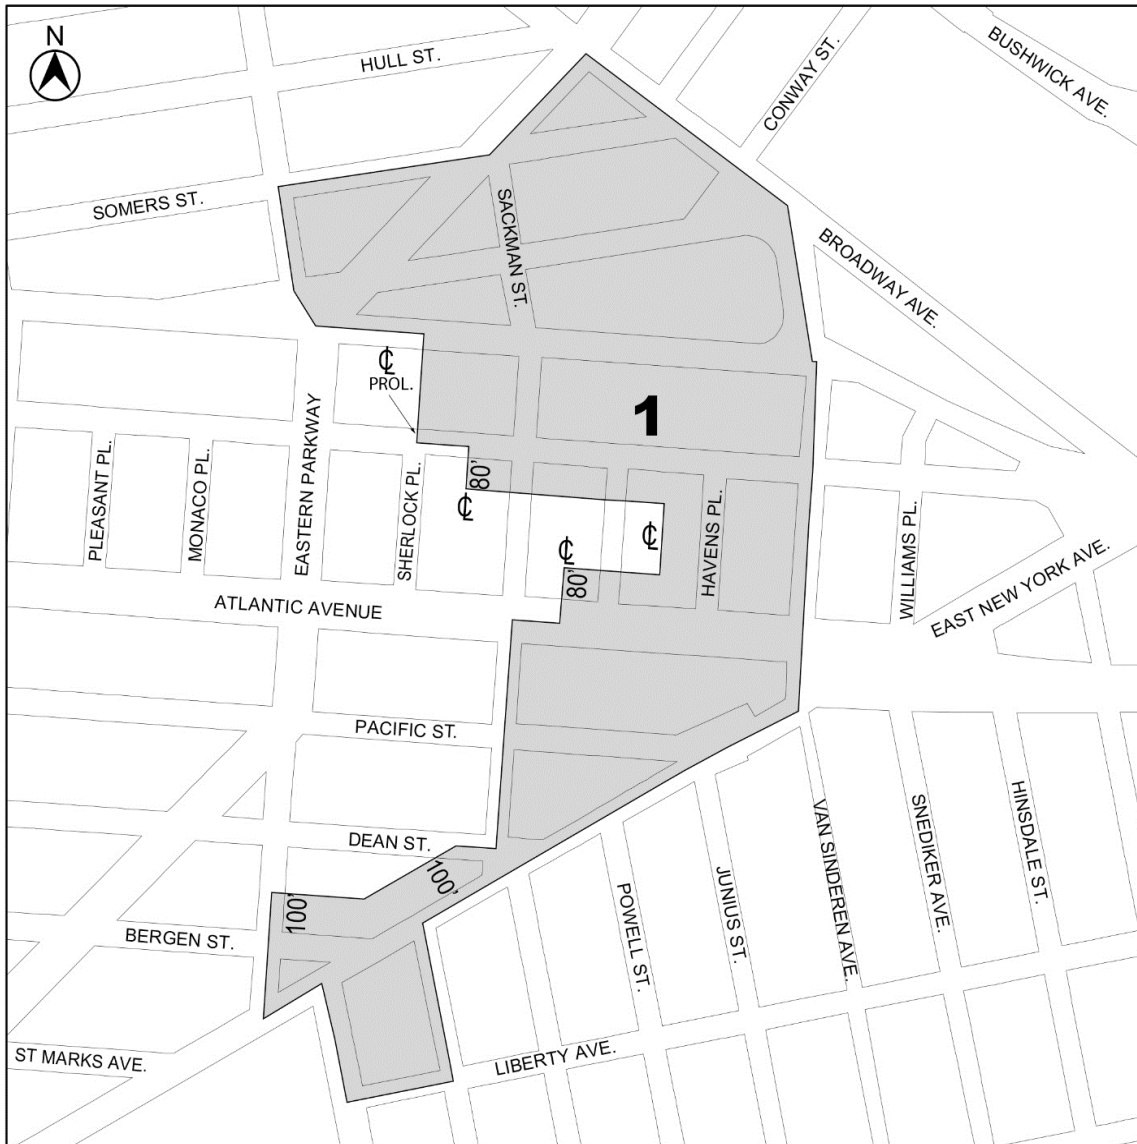 N
HULL ST.
CONWAY ST.
BUSHWICK AVE.
SOMERS ST.
SACKMAN ST.
BROADWAY AVE.
℄
PROL.
1
PLEASANT PL.
MONACO PL.
EASTERN PARKWAY
SHERLOCK PL.
80'
℄
℄
℄
80'
HAVENS PL.
WILLIAMS PL.
EAST NEW YORK AVE.
ATLANTIC AVENUE
PACIFIC ST.
DEAN ST.
100'
100'
BERGEN ST.
POWELL ST.
JUNIUS ST.
VAN SINDEREN AVE.
SNEDIKER AVE.
HINSDALE ST.
ST MARKS AVE.
LIBERTY AVE.